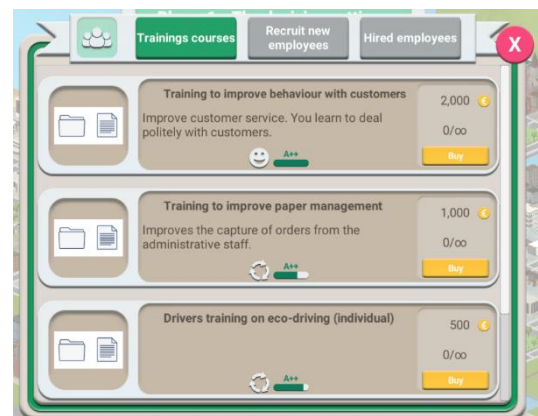 Trainings courses
Recruit new
employees
Hired employees
X
Training to improve behaviour with customers
Improve customer service. You learn to deal
politely with customers.
A++
2,000
0/∞
Buy
Training to improve paper management
Improves the capture of orders from the
administrative staff.
A++
1,000
0/∞
Buy
Drivers training on eco-driving (individual)
A++
500
0/∞
Buy